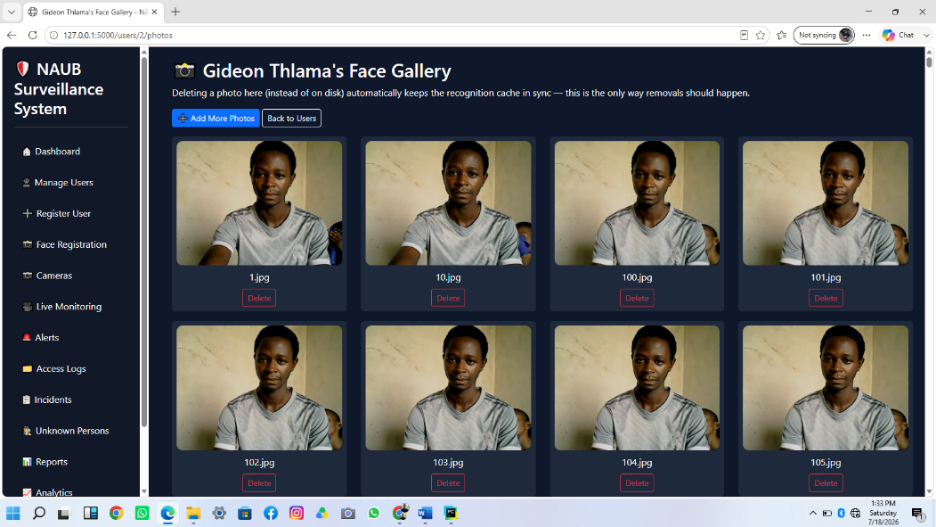 Gideon Thlama's Face Gallery - NA
127.0.0.1:5000/users/2/photos
Not syncing
Chat
NAUB
Surveillance
System
Dashboard
Manage Users
Register User
Face Registration
Cameras
Live Monitoring
Alerts
Access Logs
Incidents
Unknown Persons
Reports
Analytics
Gideon Thlama's Face Gallery
Deleting a photo here (instead of on disk) automatically keeps the recognition cache in sync — this is the only way removals should happen.
Add More Photos Back to Users
1.jpg 10.jpg 100.jpg 101.jpg
Delete Delete Delete Delete
102.jpg 103.jpg 104.jpg 105.jpg
Delete Delete Delete Delete
1:33 PM
Saturday
7/18/2026